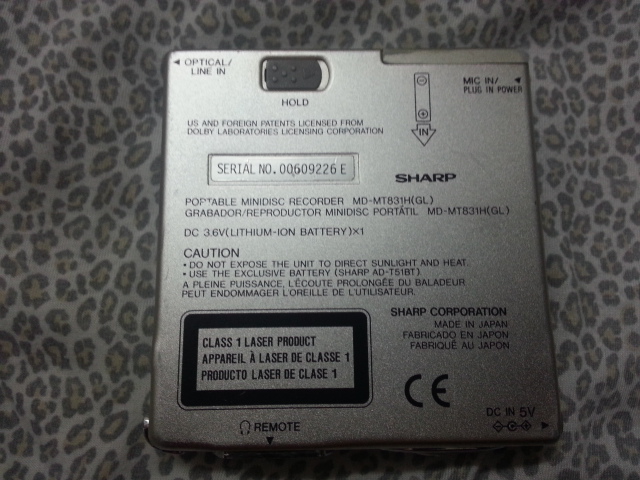 OPTICAL/
LINE IN
HOLD
MIC IN/
PLUG IN POWER
IN
US AND FOREIGN PATENTS LICENSED FROM
DOLBY LABORATORIES LICENSING CORPORATION
SERIAL NO. 00609226 E
SHARP
PORTABLE MINIDISC RECORDER MD-MT831H(GL)
GRABADOR/REPRODUCTOR MINIDISC PORTÁTIL MD-MT831H(GL)
DC 3.6V(LITHIUM-ION BATTERY)×1
CAUTION
• DO NOT EXPOSE THE UNIT TO DIRECT SUNLIGHT AND HEAT.
• USE THE EXCLUSIVE BATTERY (SHARP AD-T51BT)
A PLEINE PUISSANCE, L'ÉCOUTE PROLONGÉE DU BALADEUR
PEUT ENDOMMAGER L'OREILLE DE L'UTILISATEUR.
CLASS 1 LASER PRODUCT
APPAREIL À LASER DE CLASSE 1
PRODUCTO LASER DE CLASE 1
SHARP CORPORATION
MADE IN JAPAN
FABRICADO EN JAPON
FABRIQUÉ AU JAPON
CE
REMOTE
DC IN 5V